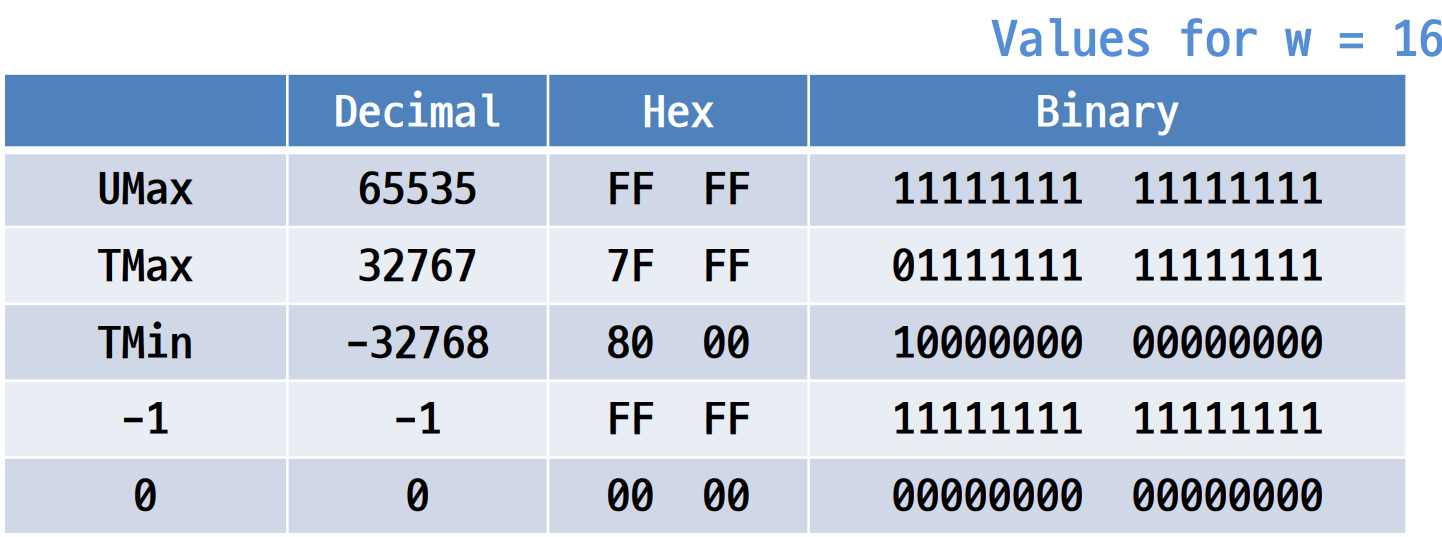 Values for w = 16
Decimal Hex Binary
UMax 65535 FF FF 11111111 11111111
TMax 32767 7F FF 01111111 11111111
TMin -32768 80 00 10000000 00000000
-1 -1 FF FF 11111111 11111111
0 0 00 00 00000000 00000000